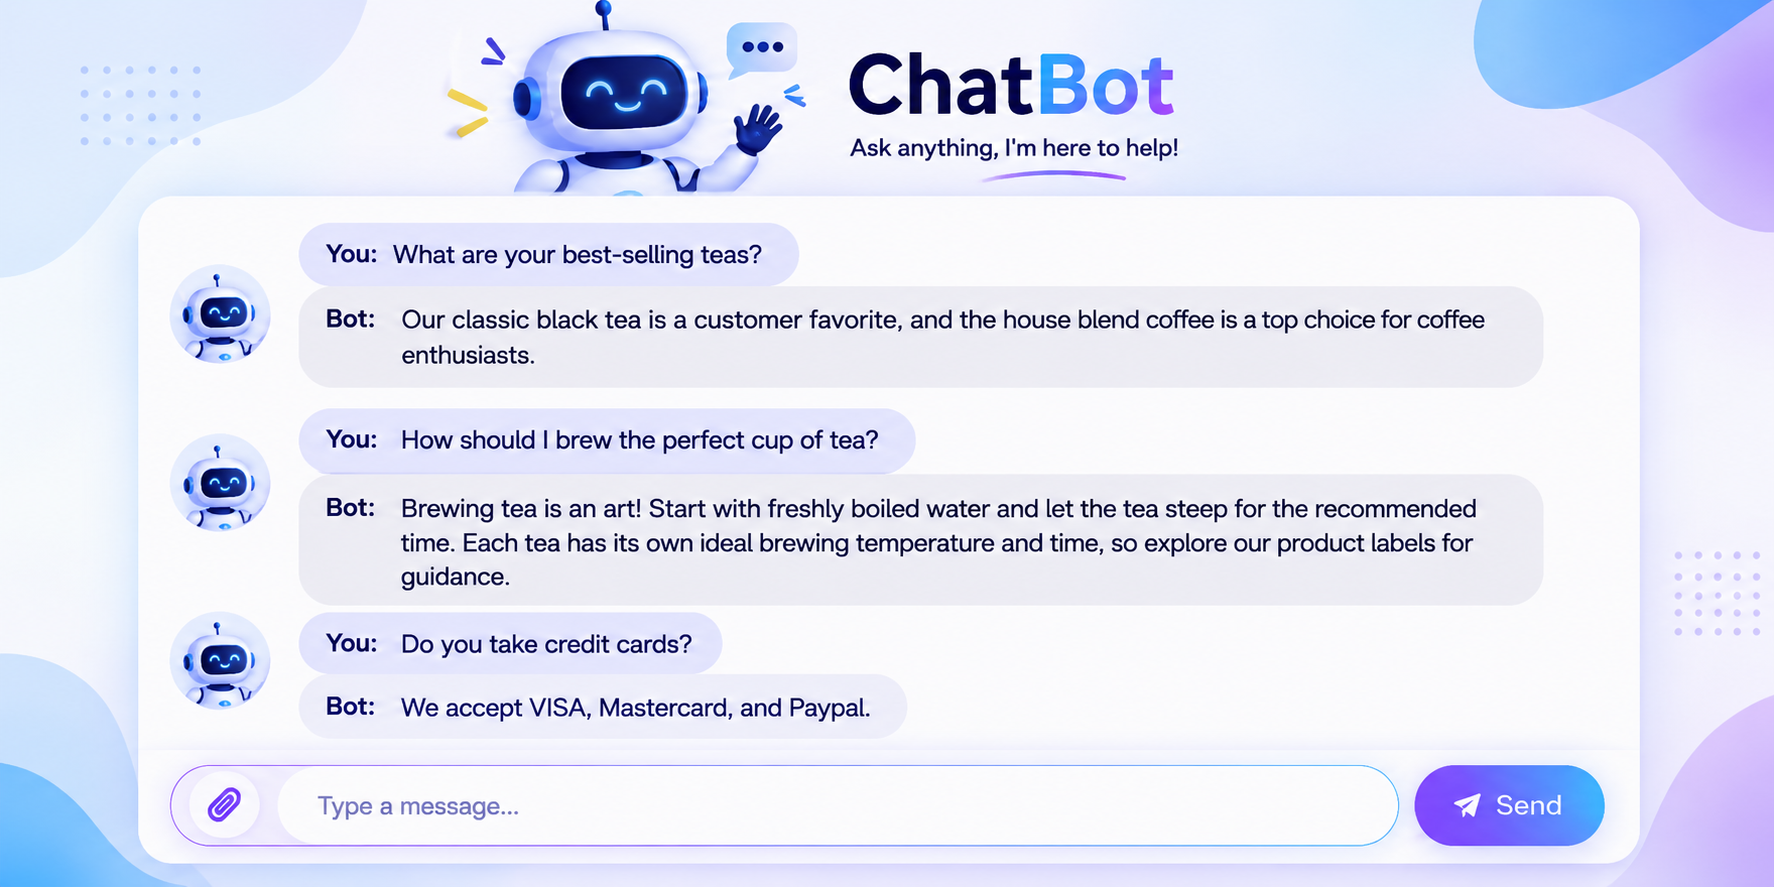 ChatBot
Ask anything, I'm here to help!
You: What are your best-selling teas?
Bot: Our classic black tea is a customer favorite, and the house blend coffee is a top choice for coffee
enthusiasts.
You: How should I brew the perfect cup of tea?
Bot: Brewing tea is an art! Start with freshly boiled water and let the tea steep for the recommended
time. Each tea has its own ideal brewing temperature and time, so explore our product labels for
guidance.
You: Do you take credit cards?
Bot: We accept VISA, Mastercard, and Paypal.
Type a message...
Send